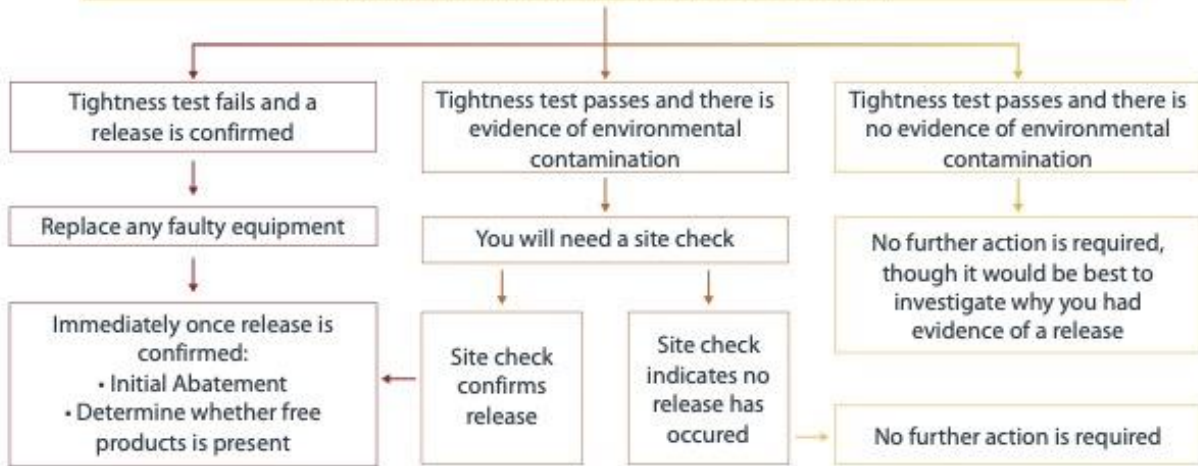 Tightness test fails and a
release is confirmed
Tightness test passes and there is
evidence of environmental
contamination
Tightness test passes and there is
no evidence of environmental
contamination
Replace any faulty equipment
You will need a site check
No further action is required,
though it would be best to
investigate why you had
evidence of a release
Immediately once release is
confirmed:
• Initial Abatement
• Determine whether free
products is present
Site check
confirms
release
Site check
indicates no
release has
occured
No further action is required